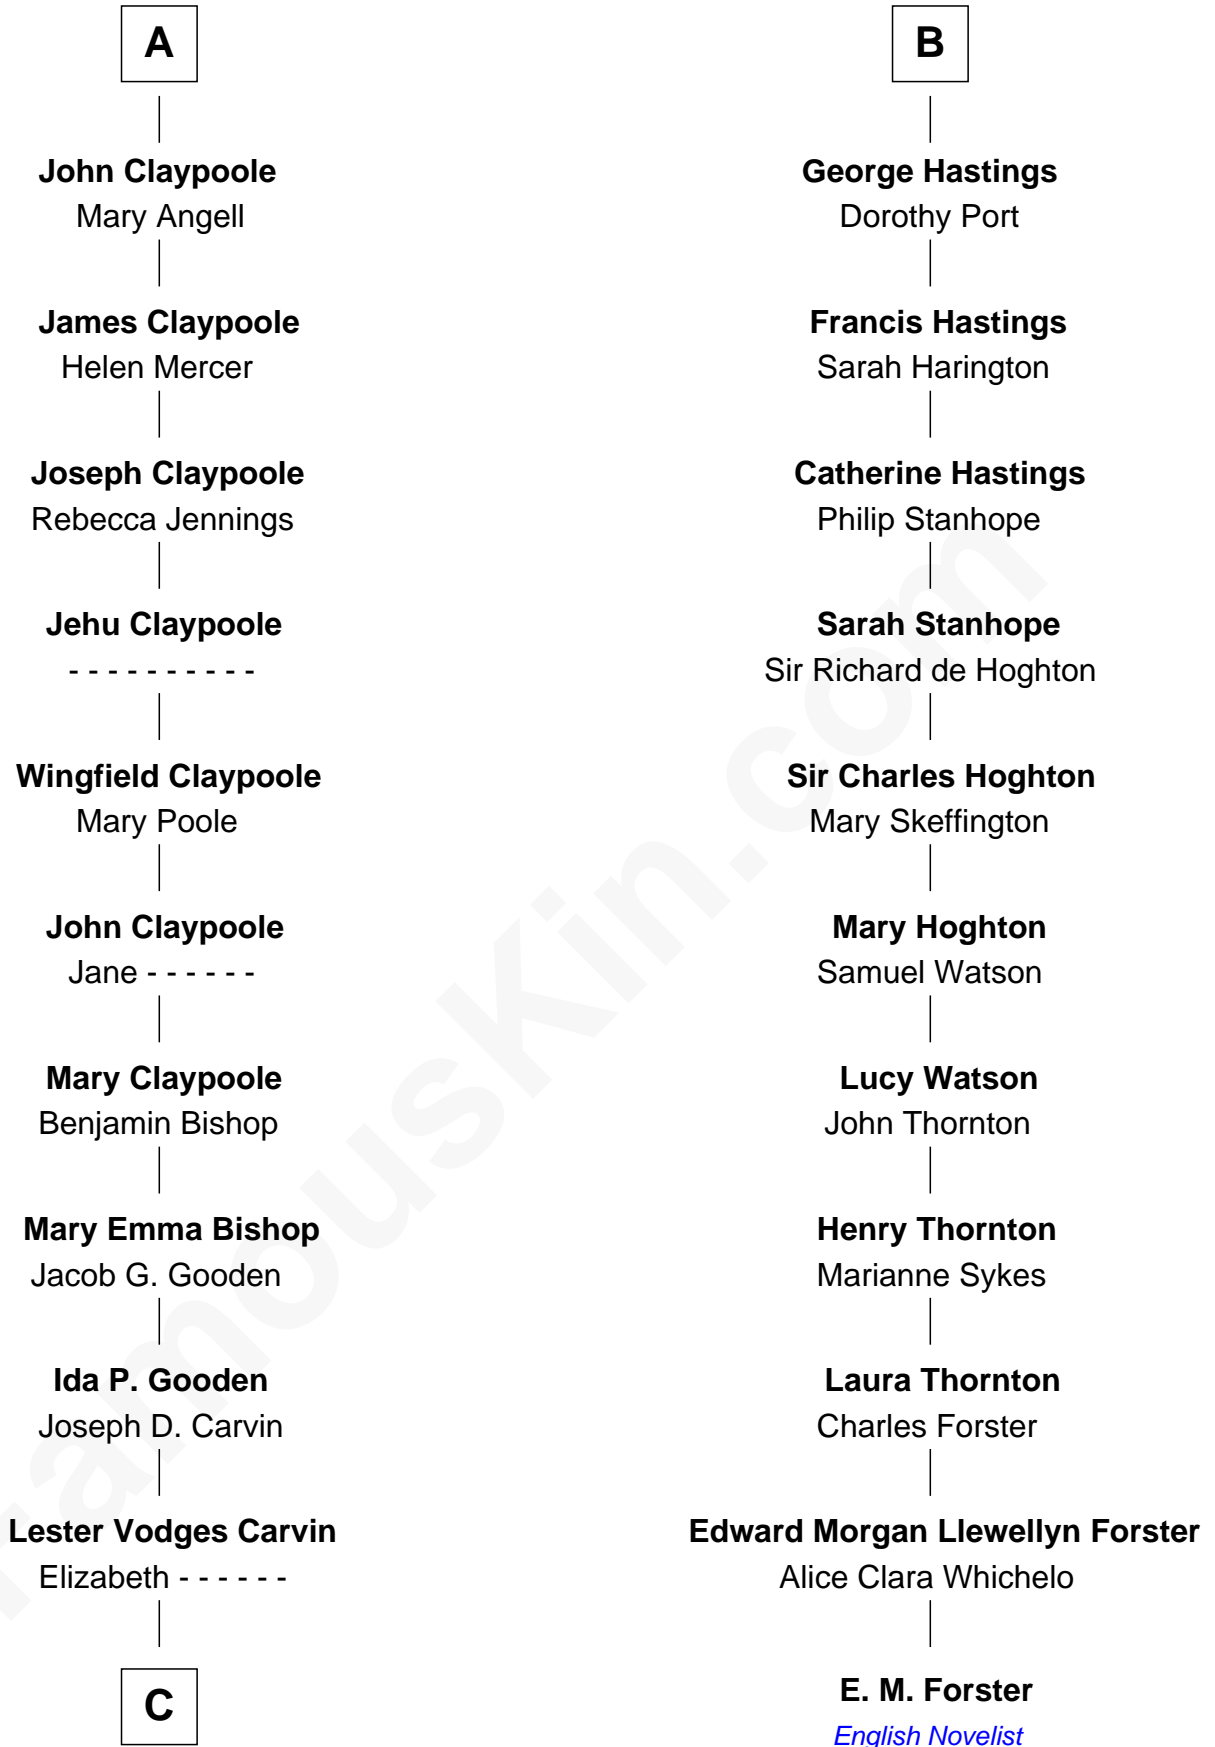 A
John Claypoole
Mary Angell
James Claypoole
Helen Mercer
Joseph Claypoole
Rebecca Jennings
Jehu Claypoole
- - - - - - - - - -
Wingfield Claypoole
Mary Poole
John Claypoole
Jane - - - - - -
Mary Claypoole
Benjamin Bishop
Mary Emma Bishop
Jacob G. Gooden
Ida P. Gooden
Joseph D. Carvin
Lester Vodges Carvin
Elizabeth - - - - - -
C
B
George Hastings
Dorothy Port
Francis Hastings
Sarah Harington
Catherine Hastings
Philip Stanhope
Sarah Stanhope
Sir Richard de Hoghton
Sir Charles Hoghton
Mary Skeffington
Mary Hoghton
Samuel Watson
Lucy Watson
John Thornton
Henry Thornton
Marianne Sykes
Laura Thornton
Charles Forster
Edward Morgan Llewellyn Forster
Alice Clara Whichelo
E. M. Forster
English Novelist
FamousKin.com